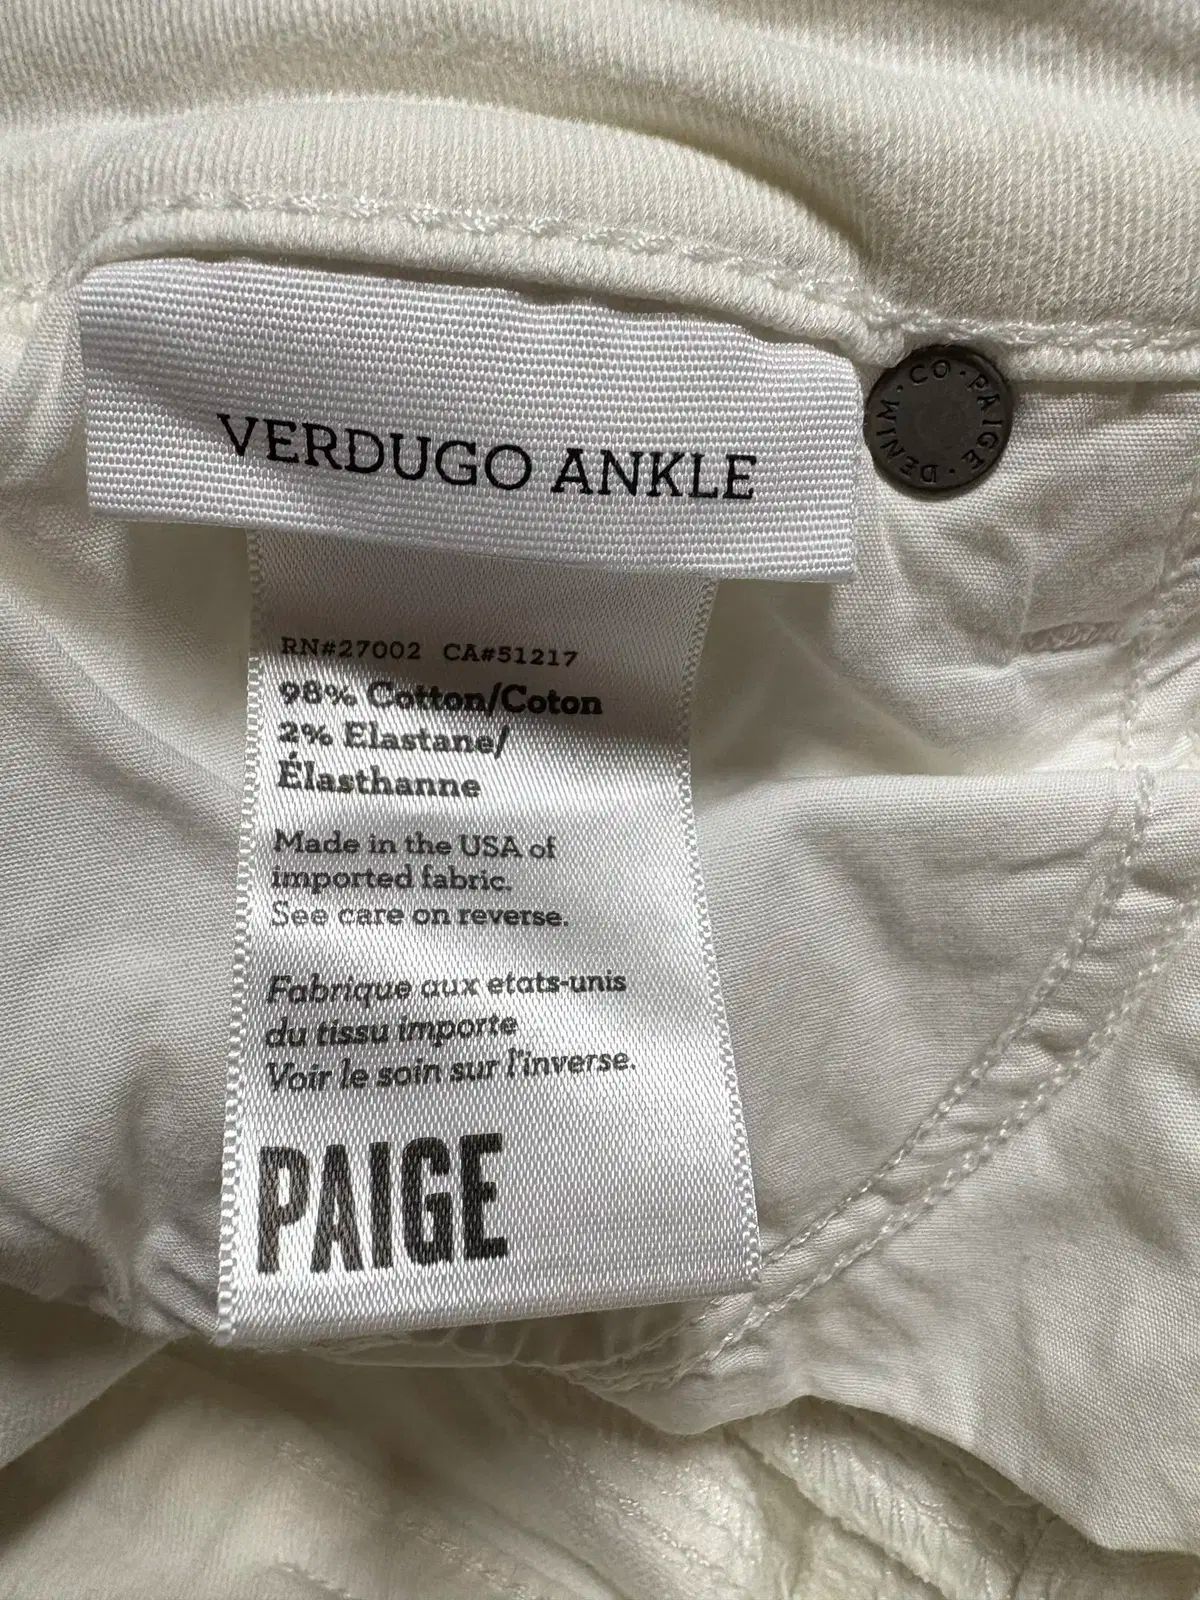 VERDUGO ANKLE
PAIGE · DENIM · CO ·
RN#27002 CA#51217
98% Cotton/Coton
2% Elastane/
Élasthanne
Made in the USA of
imported fabric.
See care on reverse.
Fabrique aux etats-unis
du tissu importe
Voir le soin sur l'inverse.
PAIGE